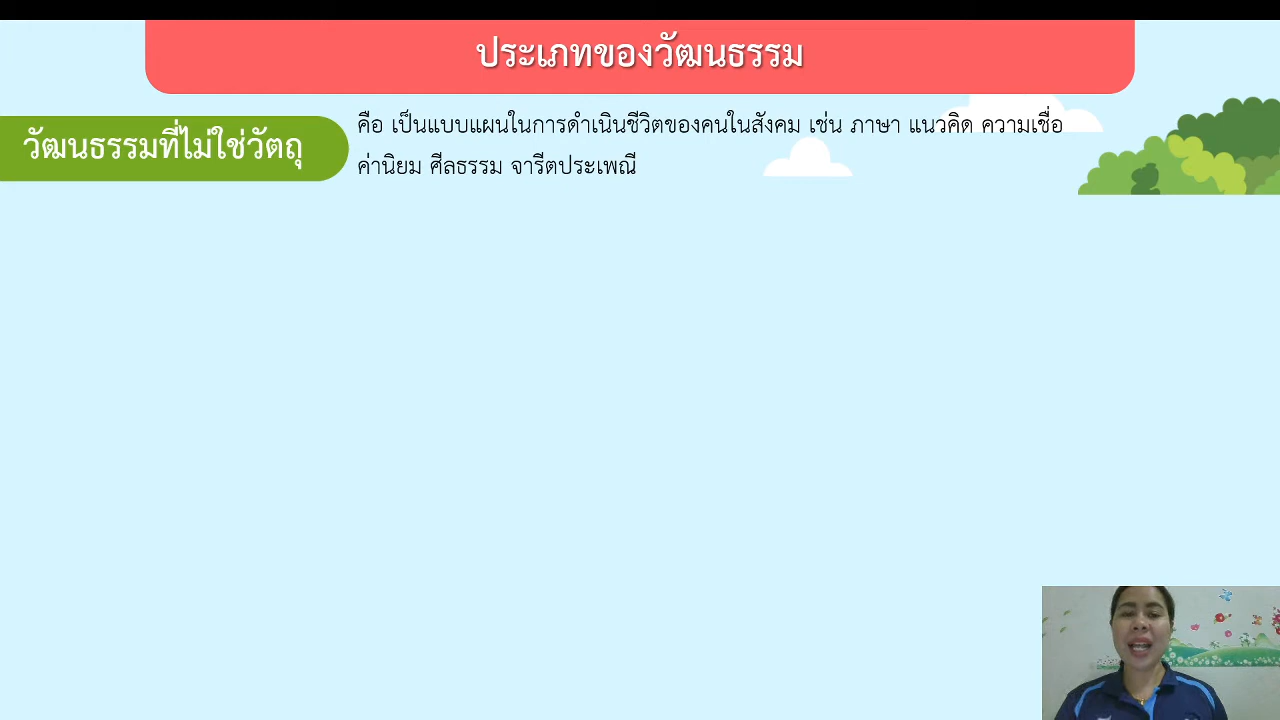 ประเภทของวัฒนธรรม
วัฒนธรรมที่ไม่ใช่วัตถุ
คือ เป็นแบบแผนในการดำเนินชีวิตของคนในสังคม เช่น ภาษา แนวคิด ความเชื่อ
ค่านิยม ศีลธรรม จารีตประเพณี